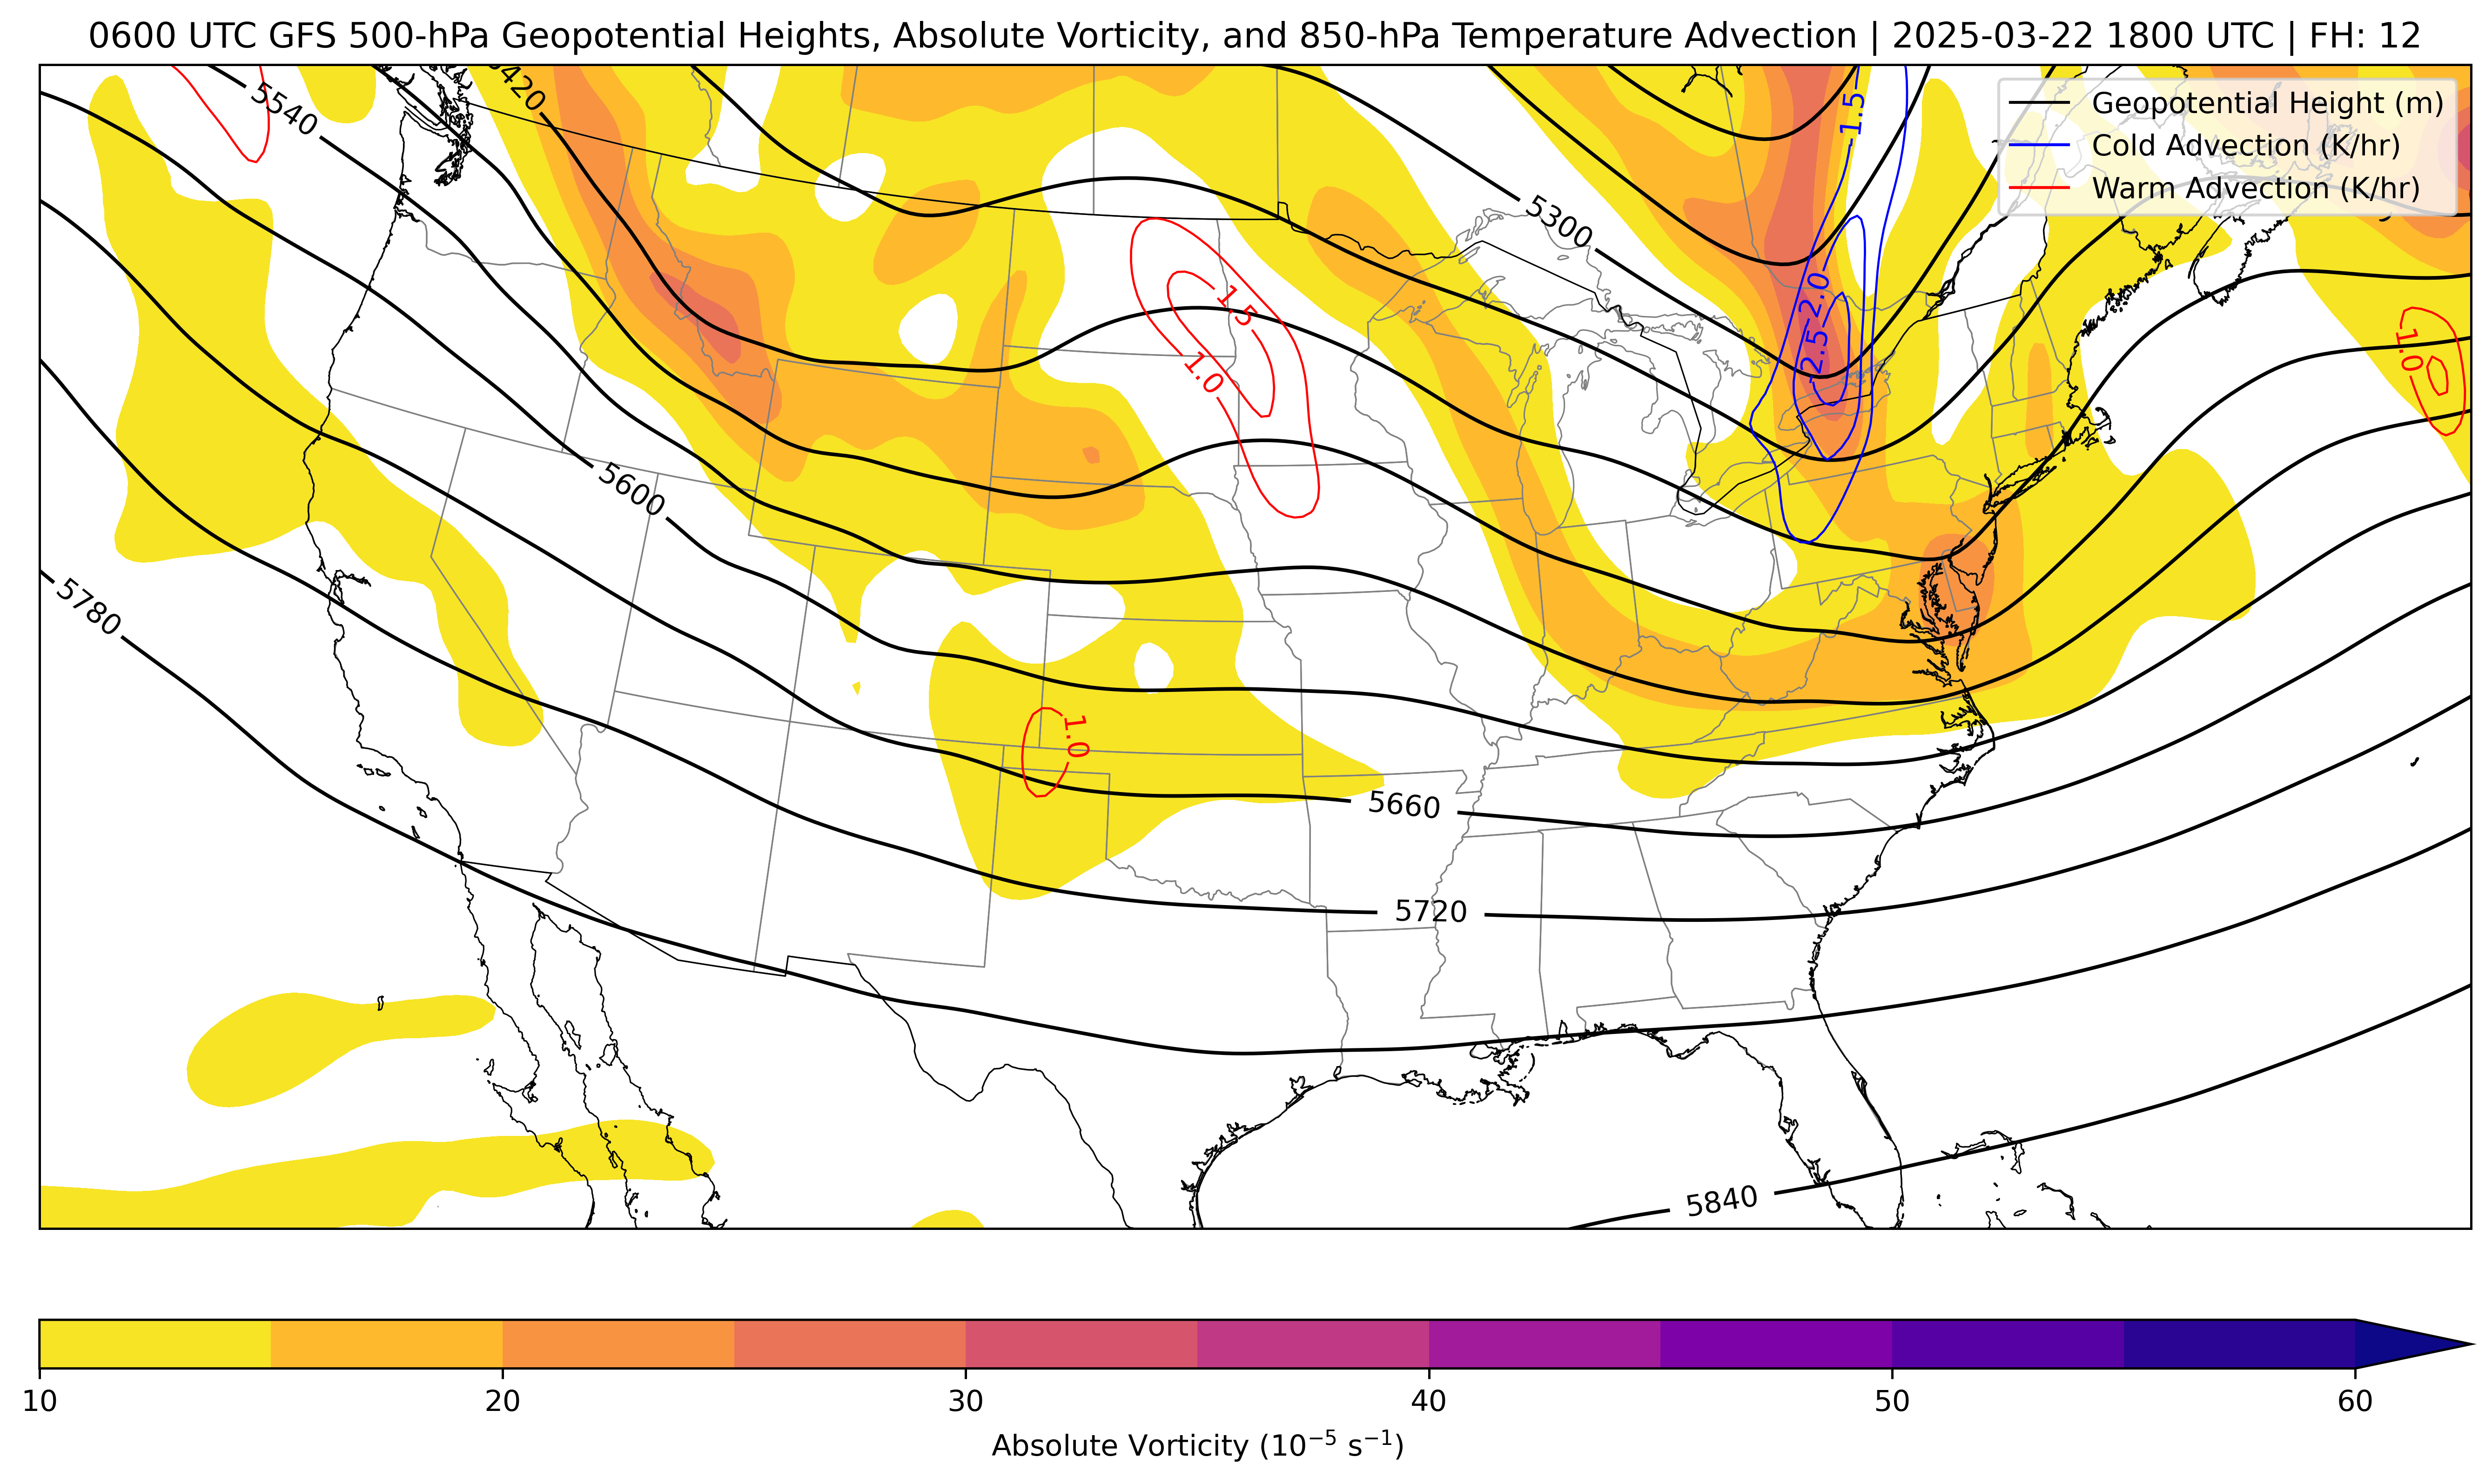 0600 UTC GFS 500-hPa Geopotential Heights, Absolute Vorticity, and 850-hPa Temperature Advection | 2025-03-22 1800 UTC | FH: 12
5420
5540
1.5
Geopotential Height (m)
Cold Advection (K/hr)
Warm Advection (K/hr)
5300
1.5
-2.0
-2.5
1.0
1.0
5600
5780
1.0
5660
5720
5840
10 20 30 40 50 60
Absolute Vorticity (10⁻⁵ s⁻¹)